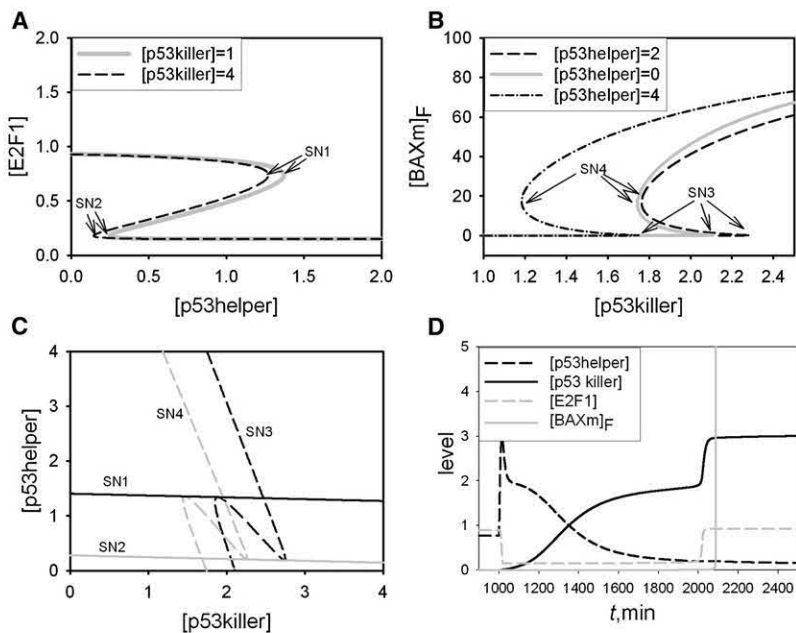 A
[E2F1]
2.0
1.5
1.0
0.5
0.0
[p53killer]=1
[p53killer]=4
SN1
SN2
0.0 0.5 1.0 1.5 2.0
[p53helper]
B
[BAXm]F
100
80
60
40
20
0
[p53helper]=2
[p53helper]=0
[p53helper]=4
SN4
SN3
1.0 1.2 1.4 1.6 1.8 2.0 2.2 2.4
[p53killer]
C
[p53helper]
4
3
2
1
0
SN4
SN3
SN1
SN2
0 1 2 3 4
[p53killer]
D
level
5
4
3
2
1
0
[p53helper]
[p53 killer]
[E2F1]
[BAXm]F
1000 1200 1400 1600 1800 2000 2200 2400
t,min